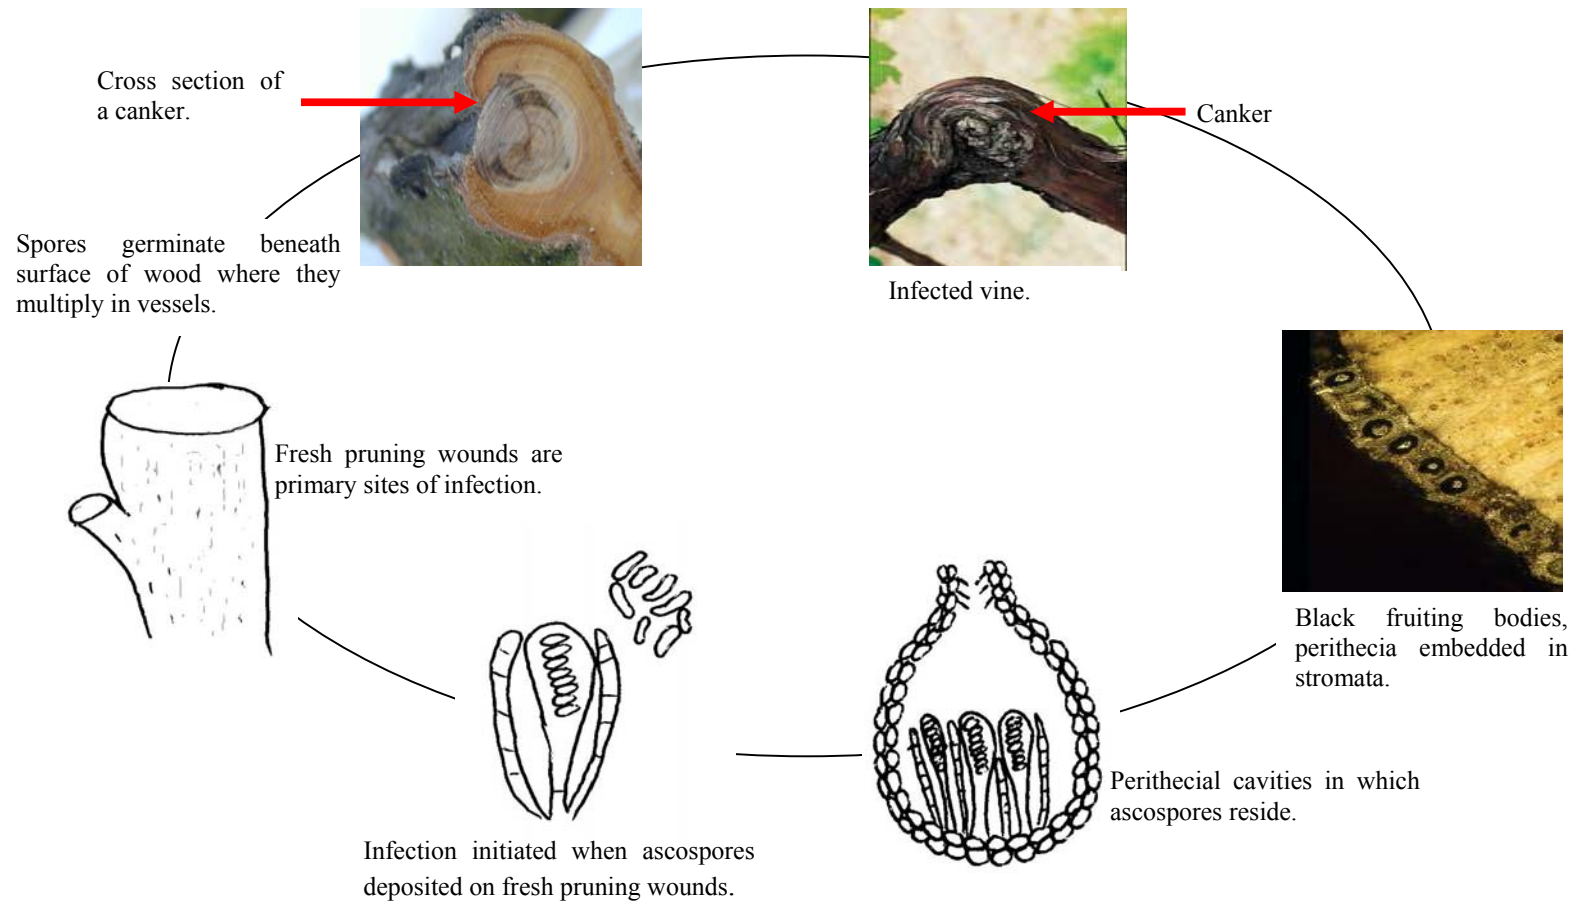 Cross section of
a canker.
Canker
Spores germinate beneath
surface of wood where they
multiply in vessels.
Infected vine.
Fresh pruning wounds are
primary sites of infection.
Black fruiting bodies,
perithecia embedded in
stromata.
Perithecial cavities in which
ascospores reside.
Infection initiated when ascospores
deposited on fresh pruning wounds.